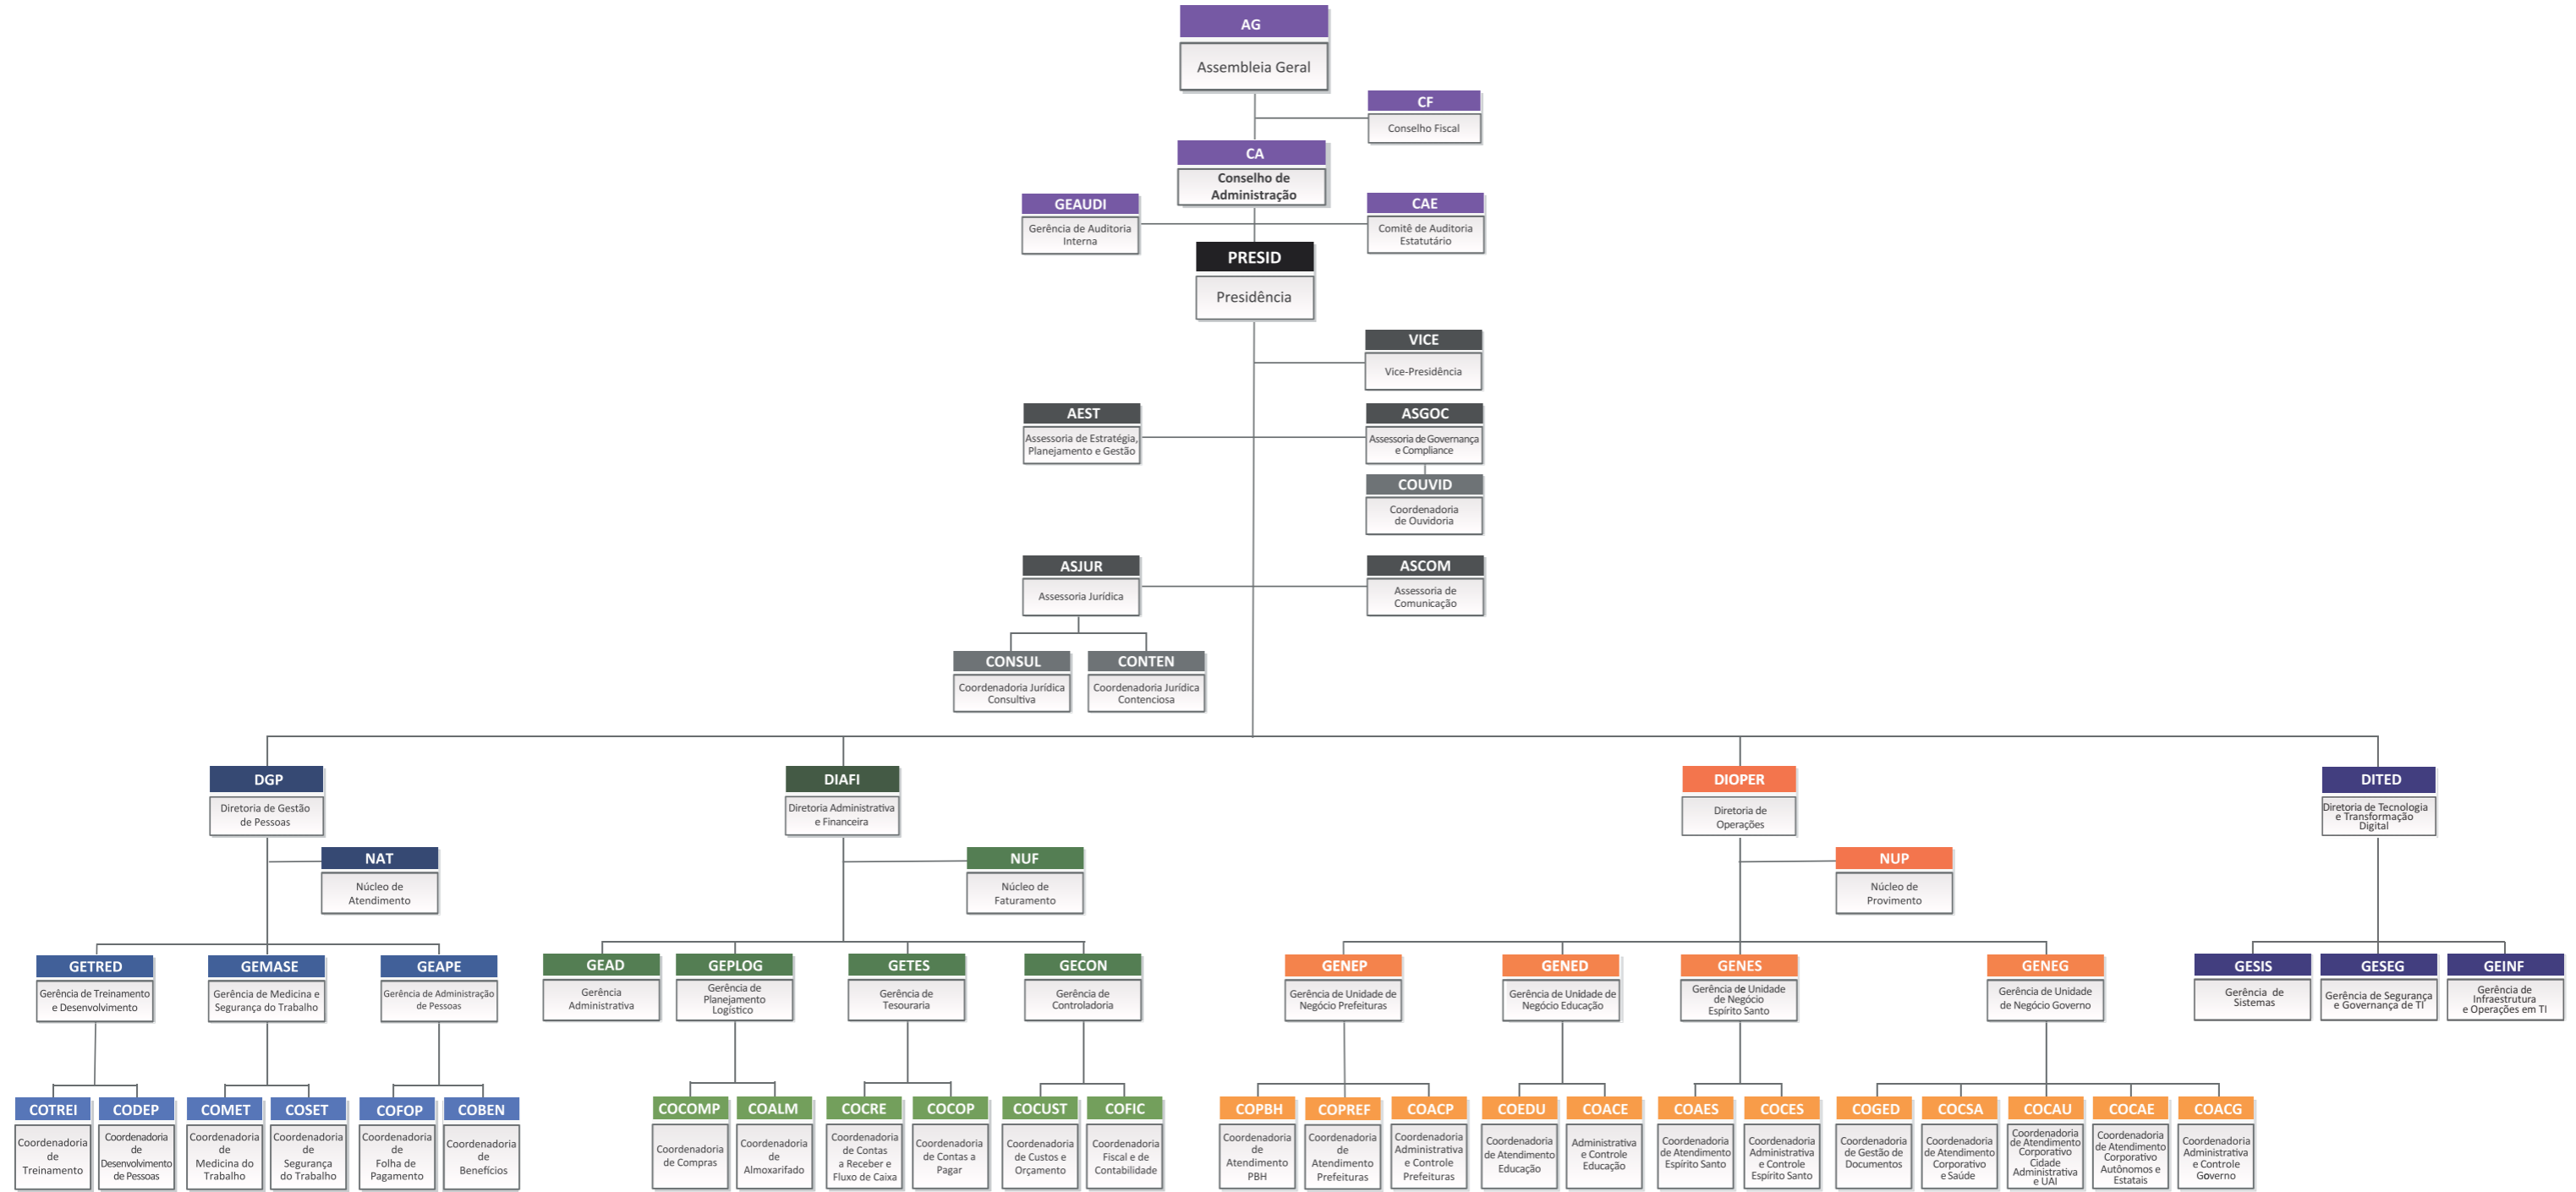 AG
Assembleia Geral
CF
Conselho Fiscal
CA
Conselho de
Administração
GEAUDI
Gerência de Auditoria
Interna
CAE
Comitê de Auditoria
Estatutário
PRESID
Presidência
VICE
Vice-Presidência
AEST
Assessoria de Estratégia,
Planejamento e Gestão
ASGOC
Assessoria de Governança
e Compliance
COUVID
Coordenadoria
de Ouvidoria
ASJUR
Assessoria Jurídica
ASCOM
Assessoria de
Comunicação
CONSUL
Coordenadoria Jurídica
Consultiva
CONTEN
Coordenadoria Jurídica
Contenciosa
DGP
Diretoria de Gestão
de Pessoas
DIAFI
Diretoria Administrativa
e Financeira
DIOPER
Diretoria de
Operações
DITED
Diretoria de Tecnologia
e Transformação
Digital
NAT
Núcleo de
Atendimento
NUF
Núcleo de
Faturamento
NUP
Núcleo de
Provimento
GETRED
Gerência de Treinamento
e Desenvolvimento
GEMASE
Gerência de Medicina e
Segurança do Trabalho
GEAPE
Gerência de Administração
de Pessoas
GEAD
Gerência
Administrativa
GEPLOG
Gerência de
Planejamento
Logístico
GETES
Gerência de
Tesouraria
GECON
Gerência de
Controladoria
GENEP
Gerência de Unidade de
Negócio Prefeituras
GENED
Gerência de Unidade de
Negócio Educação
GENES
Gerência de Unidade
de Negócio
Espírito Santo
GENEG
Gerência de Unidade
de Negócio Governo
GESIS
Gerência de
Sistemas
GESEG
Gerência de Segurança
e Governança de TI
GEINF
Gerência de
Infraestrutura
e Operações em TI
COTREI
Coordenadoria
de
Treinamento
CODEP
Coordenadoria
de
Desenvolvimento
de Pessoas
COMET
Coordenadoria
de
Medicina do
Trabalho
COSET
Coordenadoria
de
Segurança
do Trabalho
COFOP
Coordenadoria
de
Folha de
Pagamento
COBEN
Coordenadoria
de
Benefícios
COCOMP
Coordenadoria
de Compras
COALM
Coordenadoria
de
Almoxarifado
COCRE
Coordenadoria
de Contas
a Receber e
Fluxo de Caixa
COCOP
Coordenadoria
de Contas a
Pagar
COCUST
Coordenadoria
de Custos e
Orçamento
COFIC
Coordenadoria
Fiscal e de
Contabilidade
COPBH
Coordenadoria
de
Atendimento
PBH
COPREF
Coordenadoria
de
Atendimento
Prefeituras
COACP
Coordenadoria
Administrativa
e Controle
Prefeituras
COEDU
Coordenadoria
de Atendimento
Educação
COACE
Administrativa
e Controle
Educação
COAES
Coordenadoria
de Atendimento
Espírito Santo
COCES
Coordenadoria
Administrativa
e Controle
Espírito Santo
COGED
Coordenadoria
de Gestão de
Documentos
COCSA
Coordenadoria
de Atendimento
Corporativo
e Saúde
COCAU
Coordenadoria
de Atendimento
Corporativo
Cidade
Administrativa
e UAI
COCAE
Coordenadoria
de Atendimento
Corporativo
Autônomos e
Estatais
COACG
Coordenadoria
Administrativa
e Controle
Governo